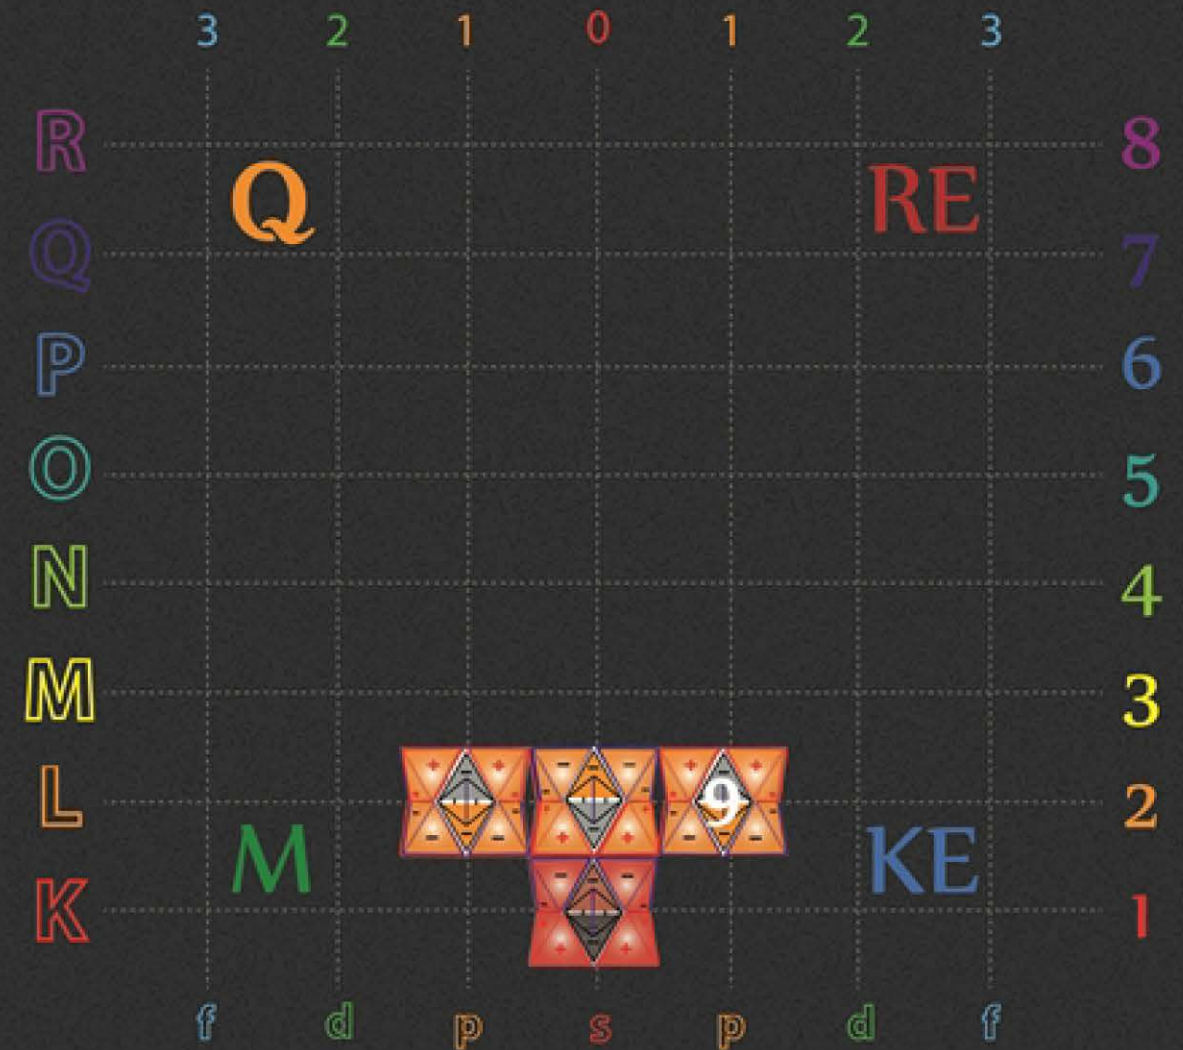 3 2 1 0 1 2 3
R 8
Q RE
Q 7
P 6
O 5
N 4
M 3
+ + - - + +
L 9 2
- - + + - -
M KE
- -
K 1
+ +
f d p s p d f